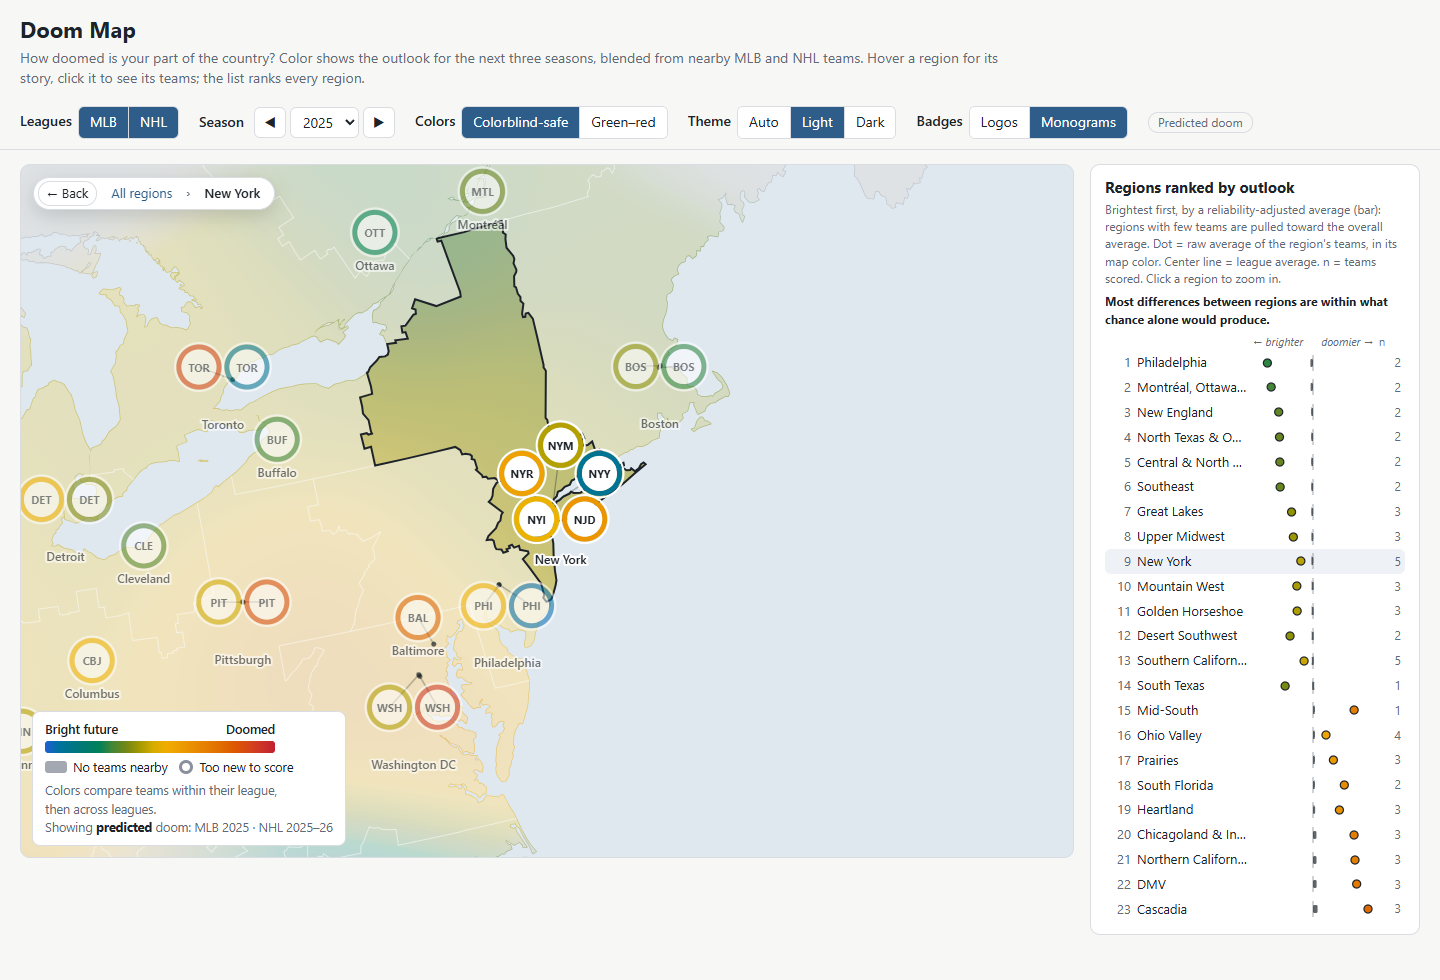 Doom Map
How doomed is your part of the country? Color shows the outlook for the next three seasons, blended from nearby MLB and NHL teams. Hover a region for its
story, click it to see its teams; the list ranks every region.
Leagues MLB NHL Season ◀ 2025 ▶ Colors Colorblind-safe Green–red Theme Auto Light Dark Badges Logos Monograms Predicted doom
← Back All regions › New York
MTL
Montréal
OTT
Ottawa
TOR TOR
Toronto
BOS BOS
Boston
BUF
Buffalo
NYM
NYR NYY
NYI NJD
New York
DET DET
Detroit
CLE
Cleveland
PIT PIT
Pittsburgh
BAL
Baltimore
PHI PHI
Philadelphia
CBJ
Columbus
WSH WSH
Washington DC
Bright future Doomed
No teams nearby Too new to score
Colors compare teams within their league,
then across leagues.
Showing predicted doom: MLB 2025 · NHL 2025–26
Regions ranked by outlook
Brightest first, by a reliability-adjusted average (bar):
regions with few teams are pulled toward the overall
average. Dot = raw average of the region's teams, in its
map color. Center line = league average. n = teams
scored. Click a region to zoom in.
Most differences between regions are within what
chance alone would produce.
← brighter doomier → n
1 Philadelphia 2
2 Montréal, Ottawa... 2
3 New England 2
4 North Texas & O... 2
5 Central & North ... 2
6 Southeast 2
7 Great Lakes 3
8 Upper Midwest 3
9 New York 5
10 Mountain West 3
11 Golden Horseshoe 3
12 Desert Southwest 2
13 Southern Californ... 5
14 South Texas 1
15 Mid-South 1
16 Ohio Valley 4
17 Prairies 3
18 South Florida 2
19 Heartland 3
20 Chicagoland & In... 3
21 Northern Californ... 3
22 DMV 3
23 Cascadia 3